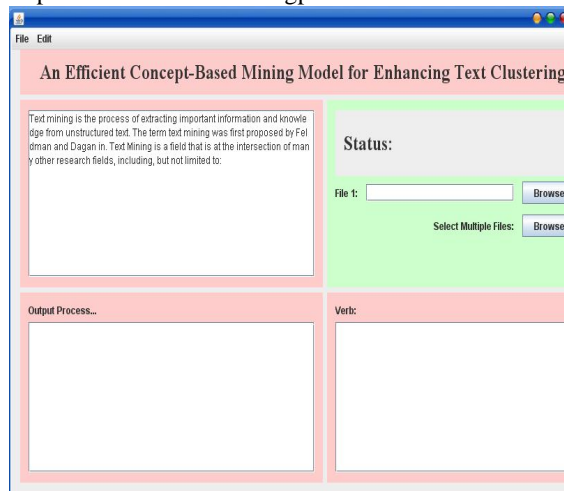 File Edit
An Efficient Concept-Based Mining Model for Enhancing Text Clustering
Text mining is the process of extracting important information and knowle
dge from unstructured text. The term text mining was first proposed by Fel
dman and Dagan in. Text Mining is a field that is at the intersection of man
y other research fields, including, but not limited to:
Status:
File 1:
Browse
Select Multiple Files:
Browse
Output Process...
Verb: